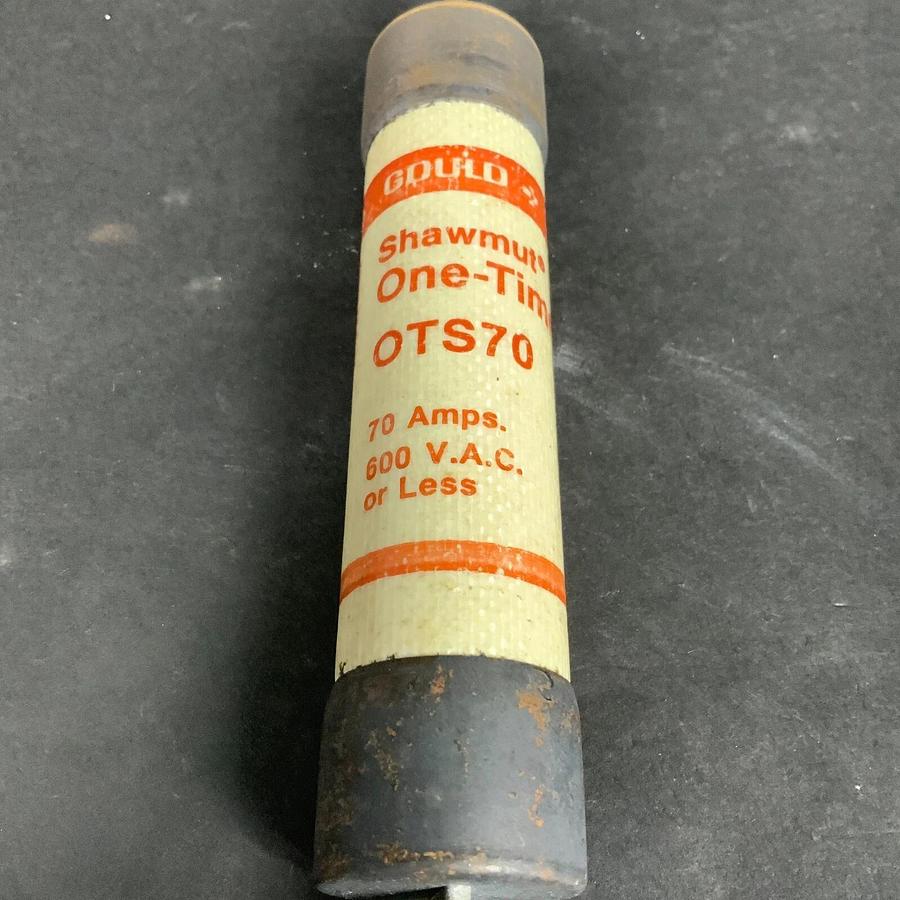 GOULD
Shawmut®
One-Tim
OTS70
70 Amps.
600 V.A.C.
or Less